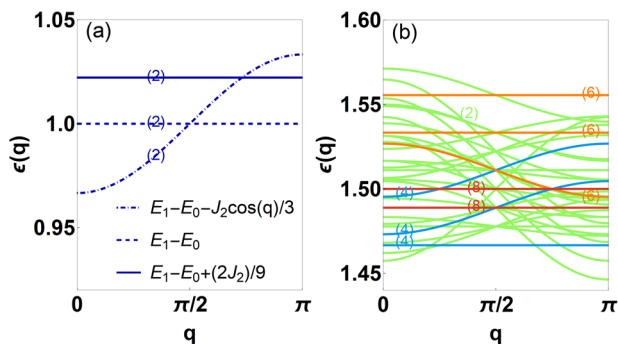 (a)
1.05
1.0
0.95
ϵ(q)
(2)
(2)
(2)
E₁−E₀−J₂cos(q)/3
E₁−E₀
E₁−E₀+(2J₂)/9
0
π/2
π
q
(b)
1.60
1.55
1.50
1.45
ϵ(q)
(6)
(2)
(6)
(8)
(4)
(6)
(8)
(4)
(4)
0
π/2
π
q